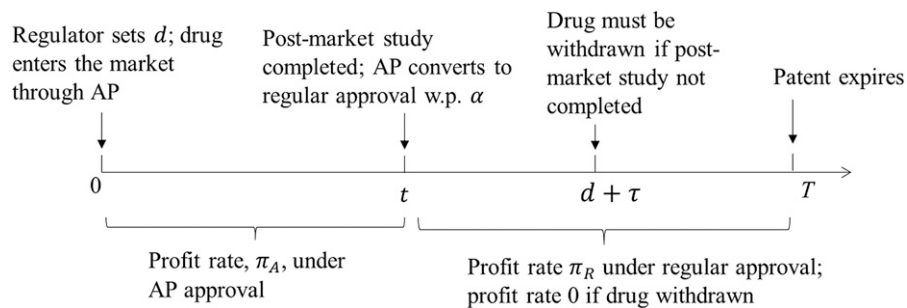 Regulator sets d; drug
enters the market
through AP
Post-market study
completed; AP converts to
regular approval w.p. α
Drug must be
withdrawn if post-
market study not
completed
Patent expires
0
t
d + τ
T
Profit rate, π_A, under
AP approval
Profit rate π_R under regular approval;
profit rate 0 if drug withdrawn